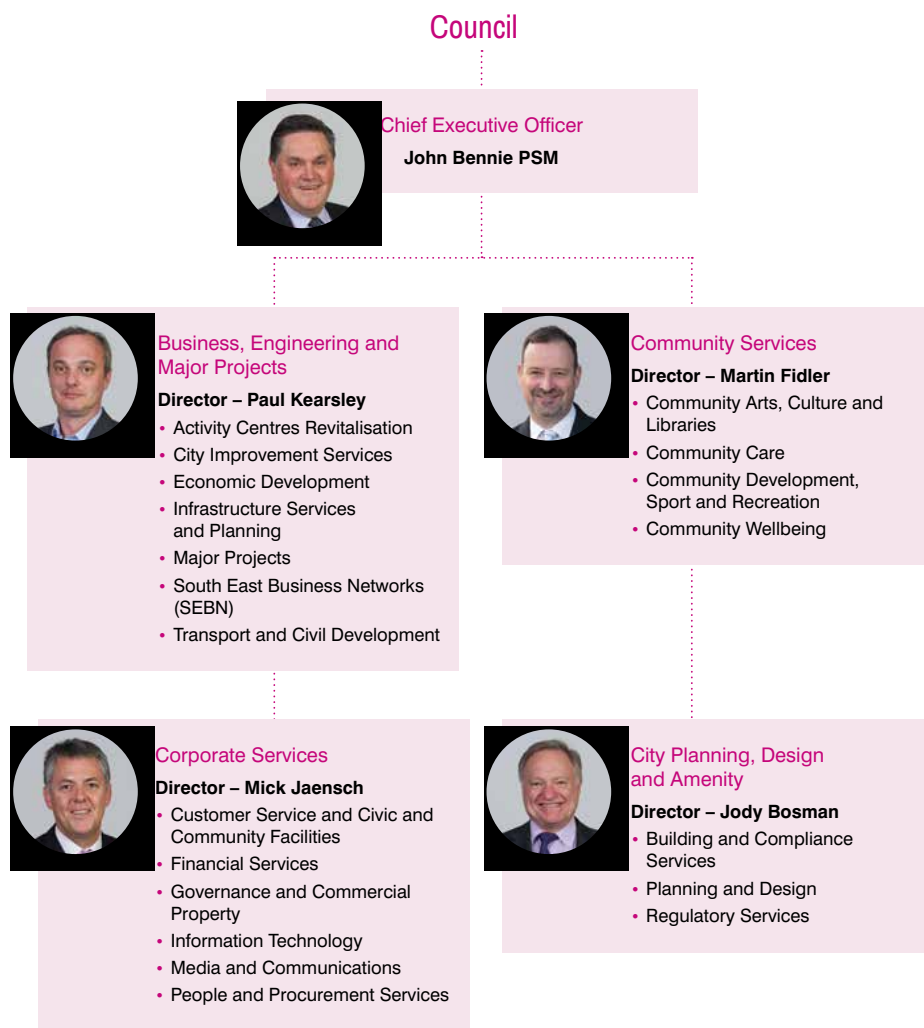 Council
Chief Executive Officer
John Bennie PSM
Business, Engineering and
Major Projects
Director – Paul Kearsley
• Activity Centres Revitalisation
• City Improvement Services
• Economic Development
• Infrastructure Services
and Planning
• Major Projects
• South East Business Networks
(SEBN)
• Transport and Civil Development
Community Services
Director – Martin Fidler
• Community Arts, Culture and
Libraries
• Community Care
• Community Development,
Sport and Recreation
• Community Wellbeing
Corporate Services
Director – Mick Jaensch
• Customer Service and Civic and
Community Facilities
• Financial Services
• Governance and Commercial
Property
• Information Technology
• Media and Communications
• People and Procurement Services
City Planning, Design
and Amenity
Director – Jody Bosman
• Building and Compliance
Services
• Planning and Design
• Regulatory Services